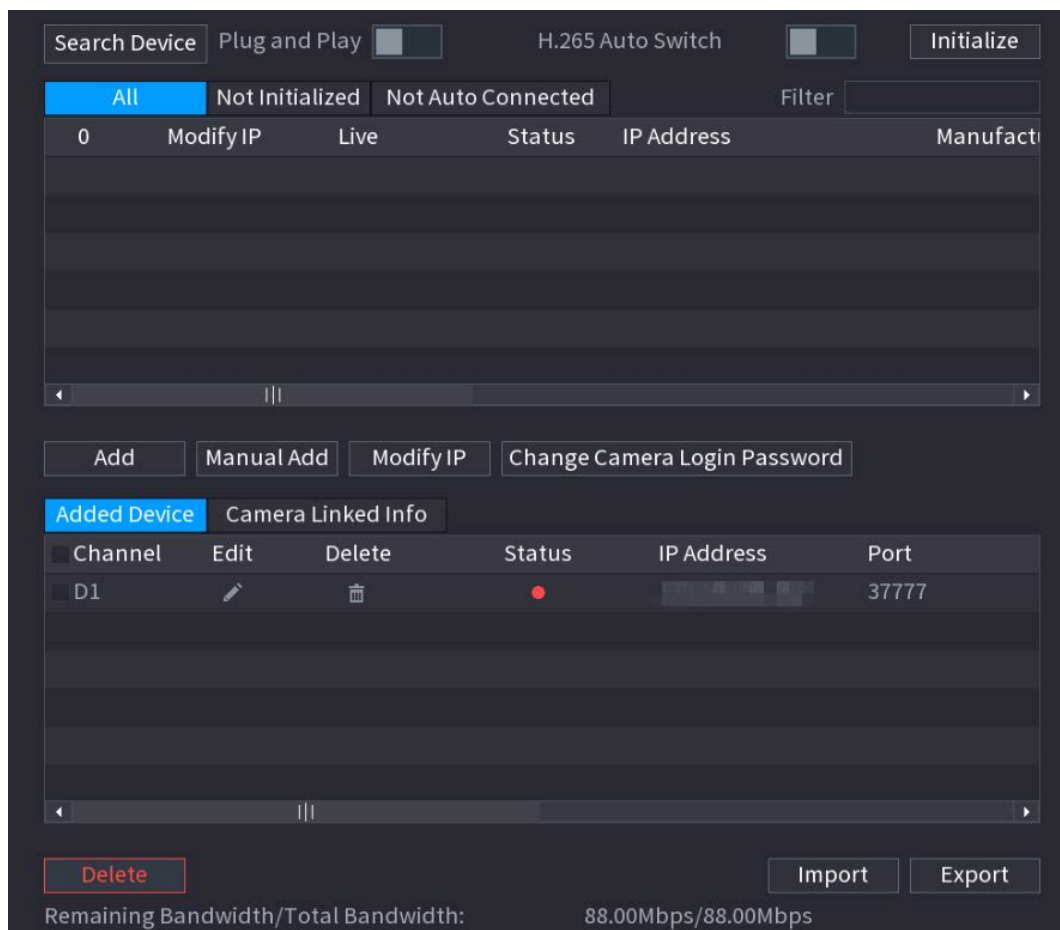 Search Device Plug and Play H.265 Auto Switch Initialize
All Not Initialized Not Auto Connected Filter
0 Modify IP Live Status IP Address Manufactu
Add Manual Add Modify IP Change Camera Login Password
Added Device Camera Linked Info
Channel Edit Delete Status IP Address Port
D1 37777
Delete Import Export
Remaining Bandwidth/Total Bandwidth: 88.00Mbps/88.00Mbps